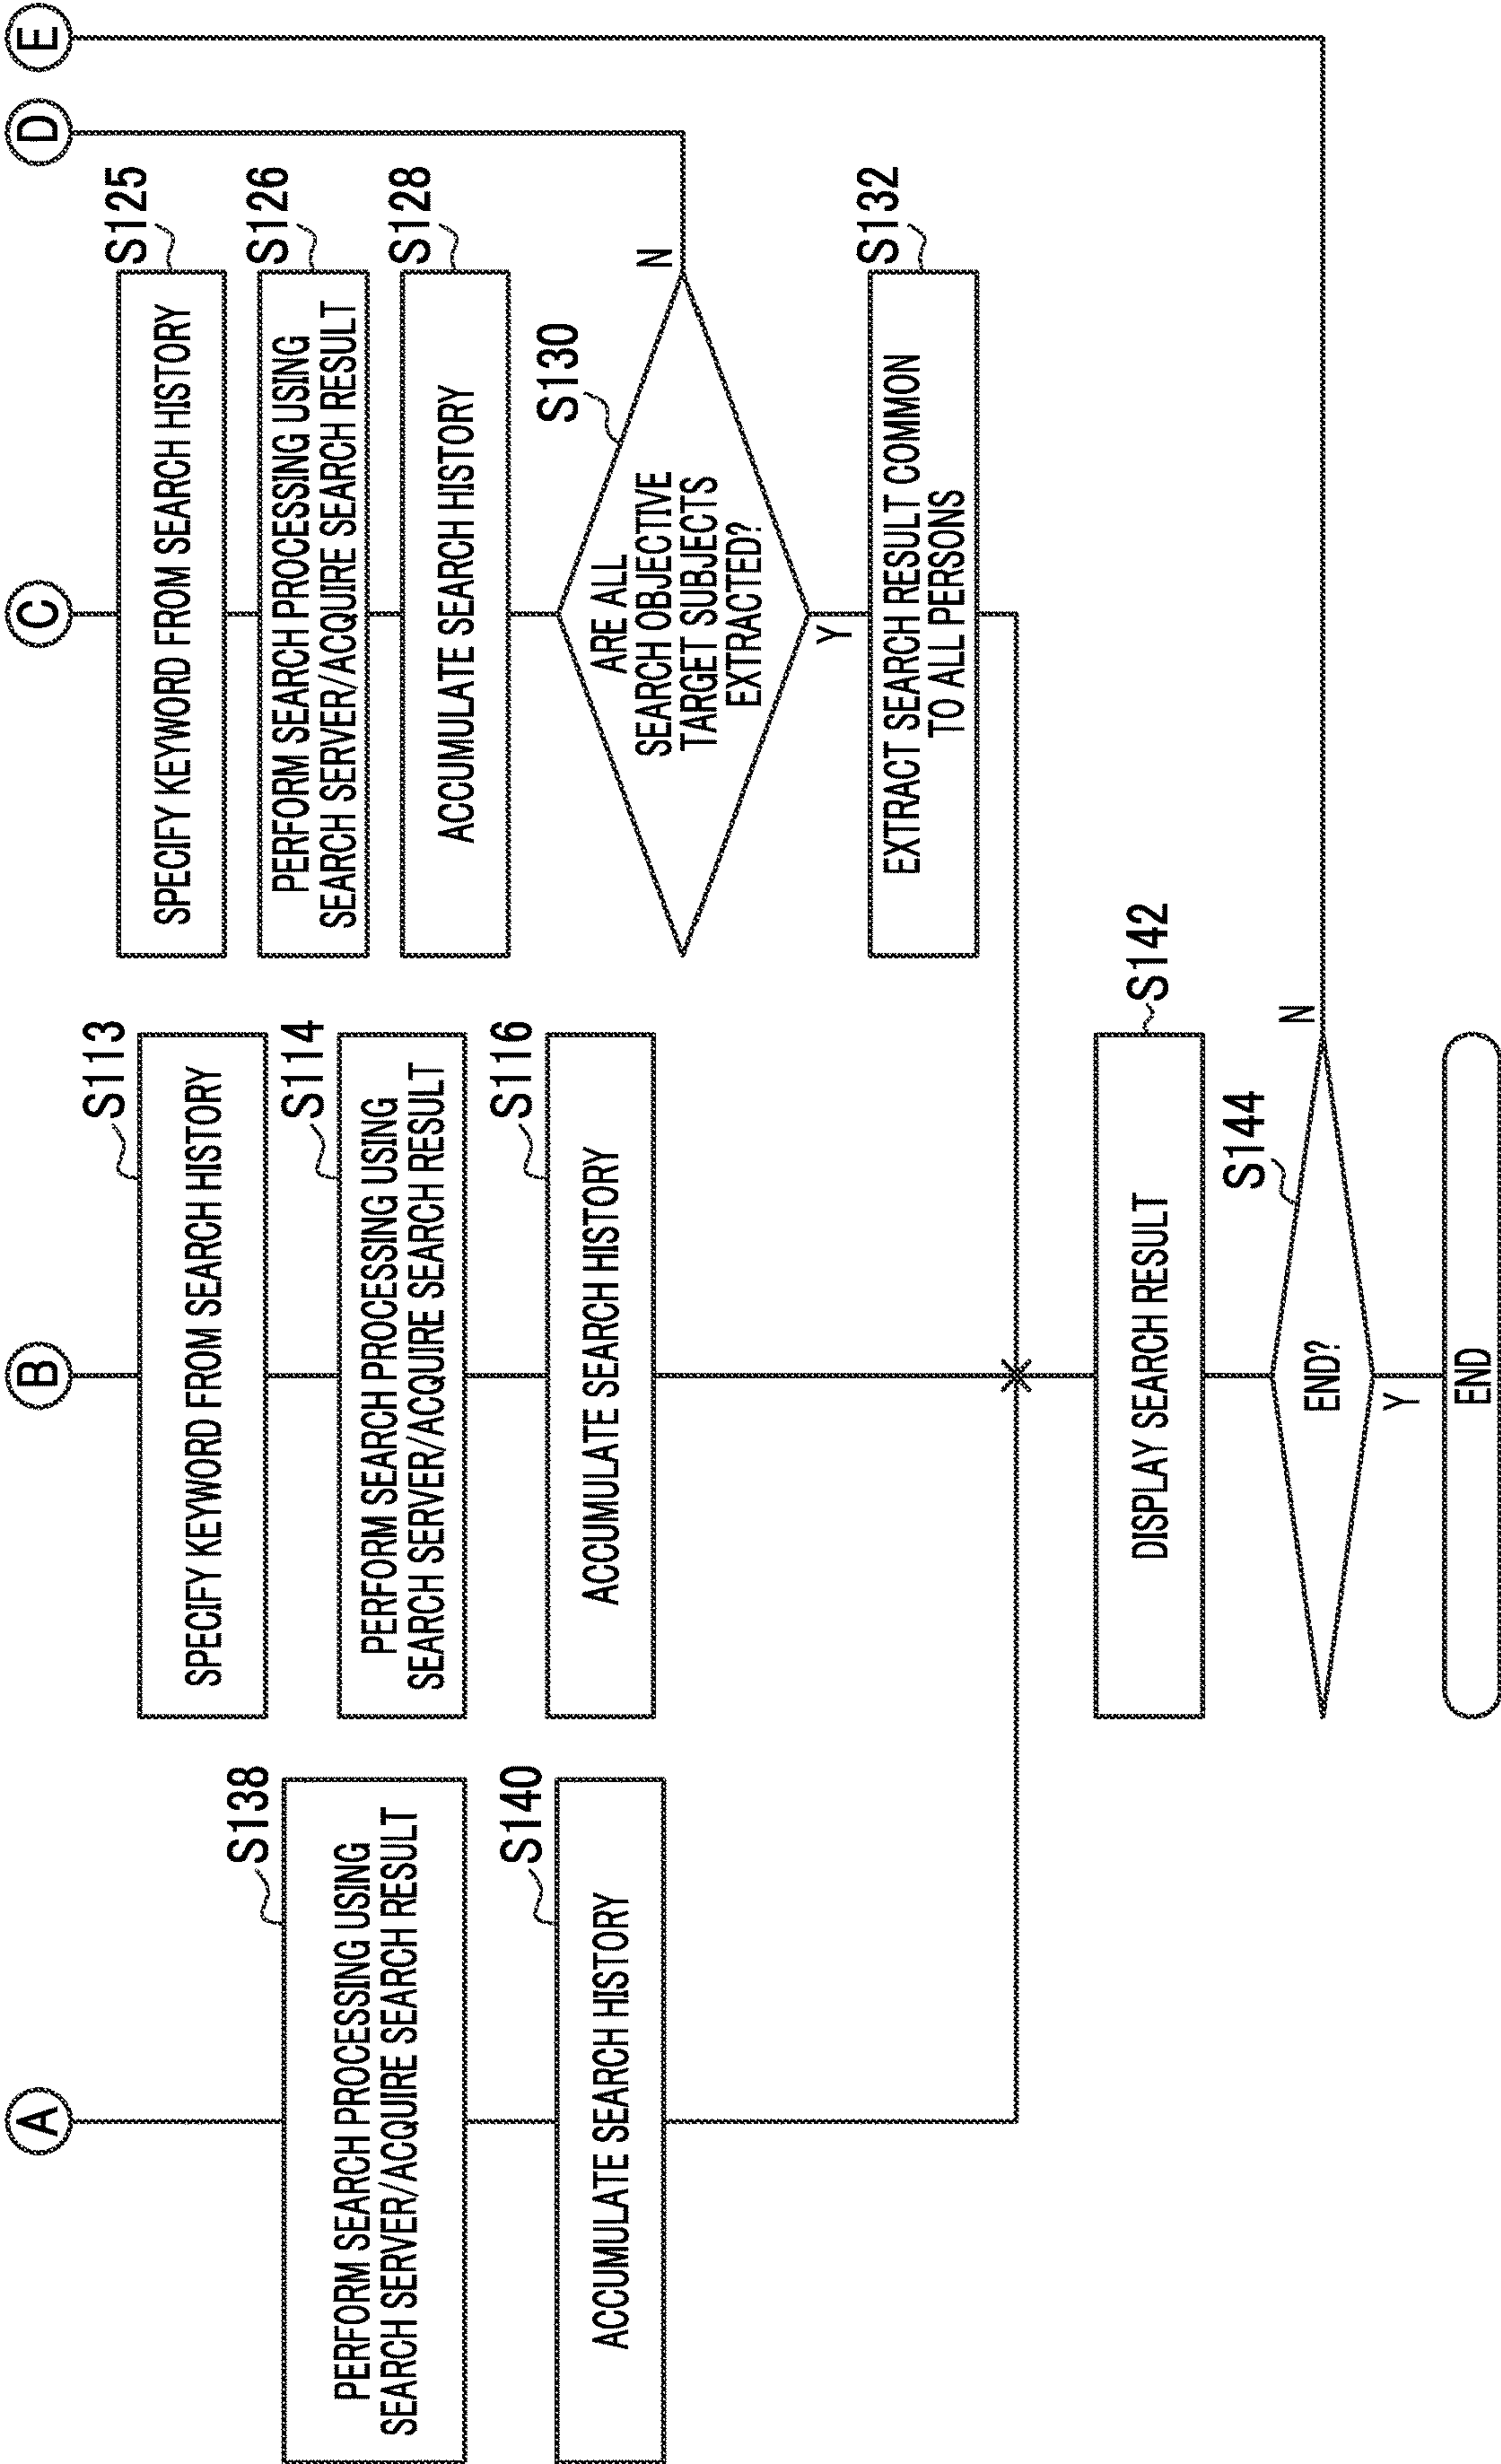 A
S138
PERFORM SEARCH PROCESSING USING
SEARCH SERVER/ACQUIRE SEARCH RESULT
S140
ACCUMULATE SEARCH HISTORY
B
S113
SPECIFY KEYWORD FROM SEARCH HISTORY
S114
PERFORM SEARCH PROCESSING USING
SEARCH SERVER/ACQUIRE SEARCH RESULT
S116
ACCUMULATE SEARCH HISTORY
C
S125
SPECIFY KEYWORD FROM SEARCH HISTORY
S126
PERFORM SEARCH PROCESSING USING
SEARCH SERVER/ACQUIRE SEARCH RESULT
S128
ACCUMULATE SEARCH HISTORY
D
S130
ARE ALL
SEARCH OBJECTIVE
TARGET SUBJECTS
EXTRACTED?
N
Y
S132
EXTRACT SEARCH RESULT COMMON
TO ALL PERSONS
E
S142
DISPLAY SEARCH RESULT
S144
END?
N
Y
END